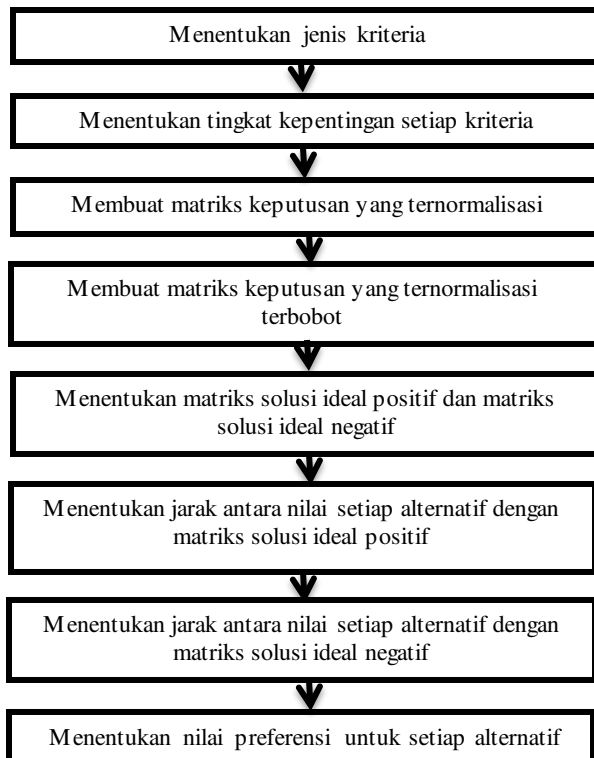 Menentukan jenis kriteria
Menentukan tingkat kepentingan setiap kriteria
Membuat matriks keputusan yang ternormalisasi
Membuat matriks keputusan yang ternormalisasi
terbobot
Menentukan matriks solusi ideal positif dan matriks
solusi ideal negatif
Menentukan jarak antara nilai setiap alternatif dengan
matriks solusi ideal positif
Menentukan jarak antara nilai setiap alternatif dengan
matriks solusi ideal negatif
Menentukan nilai preferensi untuk setiap alternatif